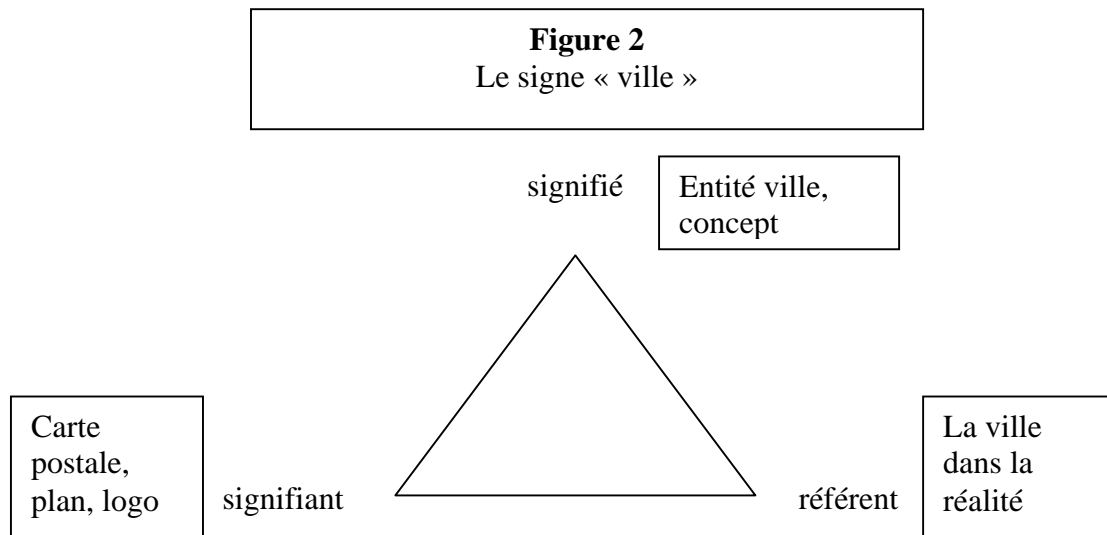 Figure 2
Le signe « ville »
signifié
Entité ville,
concept
Carte
postale,
plan, logo
signifiant
référent
La ville
dans la
réalité